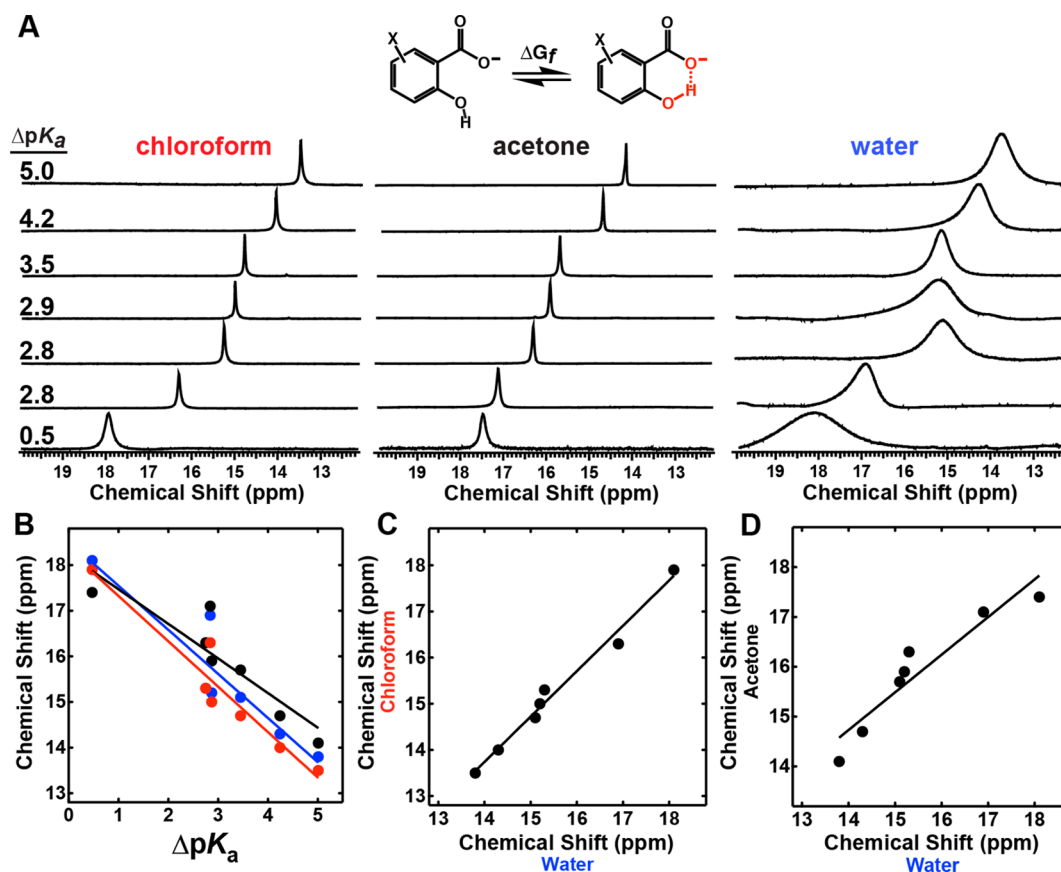 A
X
O
O−
O
H
ΔGf
X
O
O−
H
O
ΔpKa
chloroform
acetone
water
5.0
4.2
3.5
2.9
2.8
2.8
0.5
19 18 17 16 15 14 13
Chemical Shift (ppm)
19 18 17 16 15 14 13
Chemical Shift (ppm)
19 18 17 16 15 14 13
Chemical Shift (ppm)
B
Chemical Shift (ppm)
18
17
16
15
14
13
0 1 2 3 4 5
ΔpKa
C
Chemical Shift (ppm)
Chloroform
18
17
16
15
14
13
13 14 15 16 17 18
Chemical Shift (ppm)
Water
D
Chemical Shift (ppm)
Acetone
18
17
16
15
14
13 14 15 16 17 18
Chemical Shift (ppm)
Water